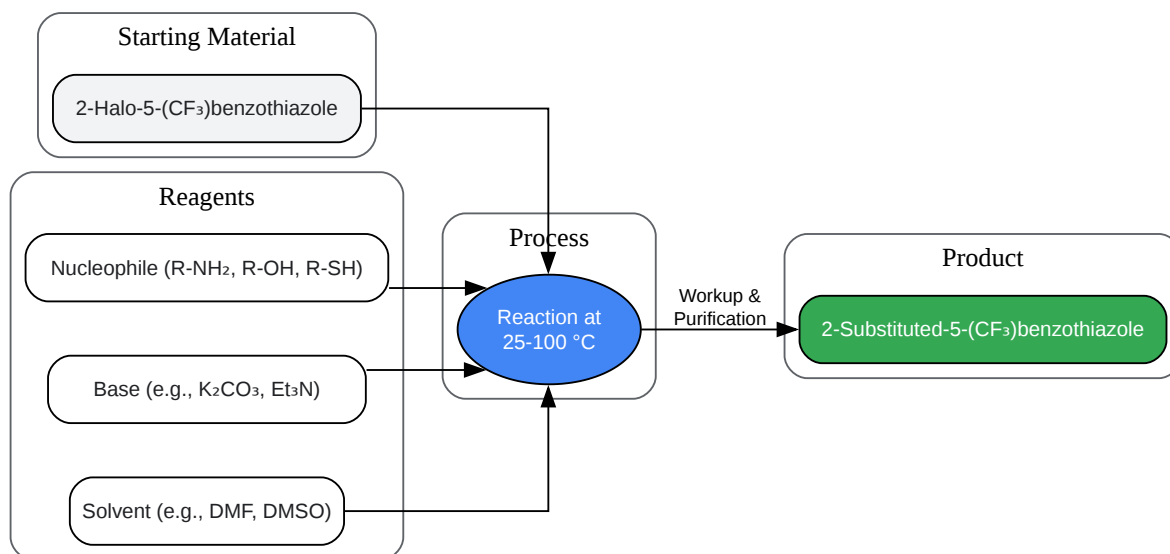 Starting Material
2-Halo-5-(CF₃)benzothiazole
Reagents
Nucleophile (R-NH₂, R-OH, R-SH)
Base (e.g., K₂CO₃, Et₃N)
Solvent (e.g., DMF, DMSO)
Process
Reaction at
25-100 °C
Workup &
Purification
Product
2-Substituted-5-(CF₃)benzothiazole